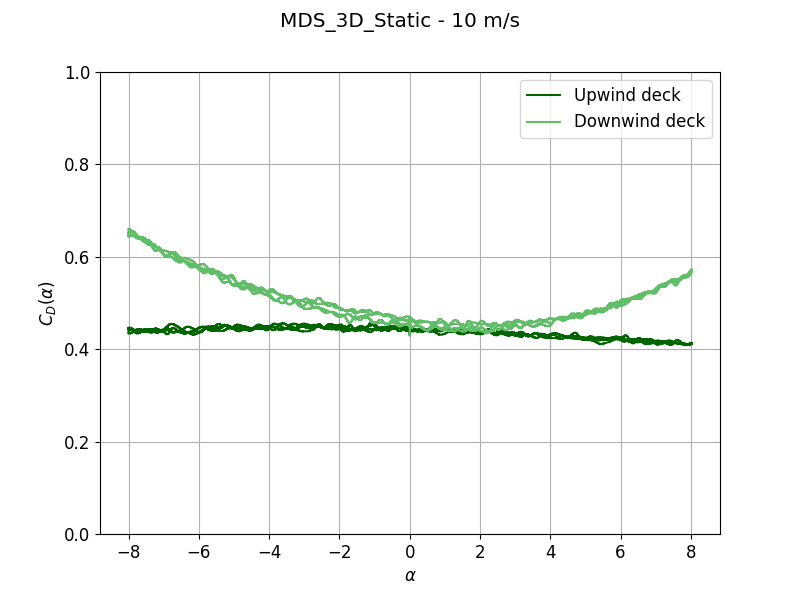 MDS_3D_Static - 10 m/s
1.0
0.8
0.6
0.4
0.2
0.0
C_D(α)
Upwind deck
Downwind deck
−8 −6 −4 −2 0 2 4 6 8
α